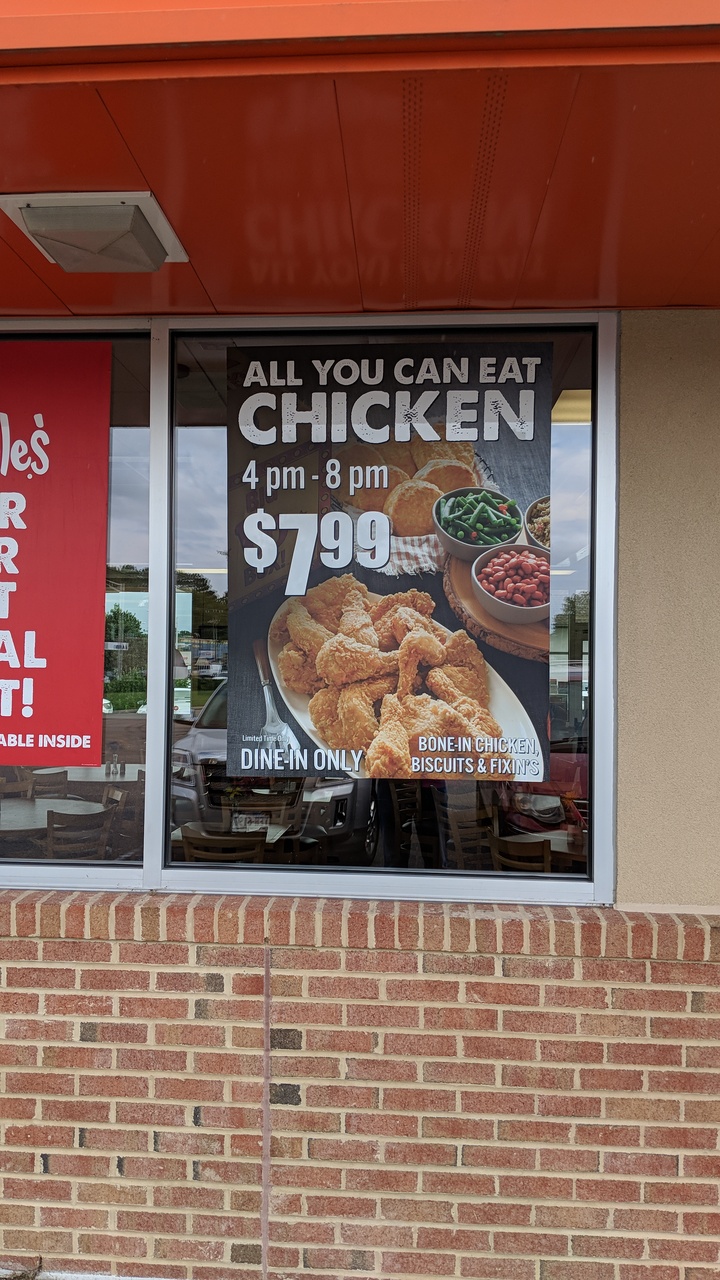 les
R
R
T
AL
T!
ABLE INSIDE
ALL YOU CAN EAT
CHICKEN
4 pm - 8 pm
$799
Limited Time Only
DINE-IN ONLY
BONE-IN CHICKEN,
BISCUITS & FIXIN'S